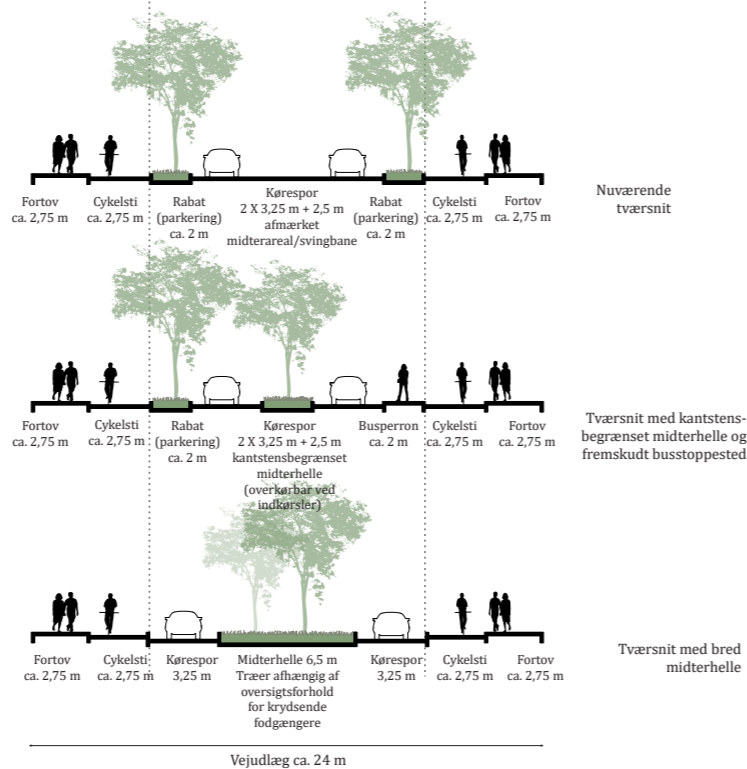 Fortov
ca. 2,75 m
Cykelsti
ca. 2,75 m
Rabat
(parkering)
ca. 2 m
Kørespor
2 X 3,25 m + 2,5 m
afmærket
midterareal/svingbane
Rabat
(parkering)
ca. 2 m
Cykelsti
ca. 2,75 m
Fortov
ca. 2,75 m
Nuværende
tværsnit
Fortov
ca. 2,75 m
Cykelsti
ca. 2,75 m
Rabat
(parkering)
ca. 2 m
Kørespor
2 X 3,25 m + 2,5 m
kantstensbegrænset
midterhelle
(overkørbar ved
indkørsler)
Busperron
ca. 2 m
Cykelsti
ca. 2,75 m
Fortov
ca. 2,75 m
Tværsnit med kantstens-
begrænset midterhelle og
fremskudt busstoppested
Fortov
ca. 2,75 m
Cykelsti
ca. 2,75 m
Kørespor
3,25 m
Midterhelle 6,5 m
Træer afhængig af
oversigtsforhold
for krydsende
fodgængere
Kørespor
3,25 m
Cykelsti
ca. 2,75 m
Fortov
ca. 2,75 m
Tværsnit med bred
midterhelle
Vejudlæg ca. 24 m